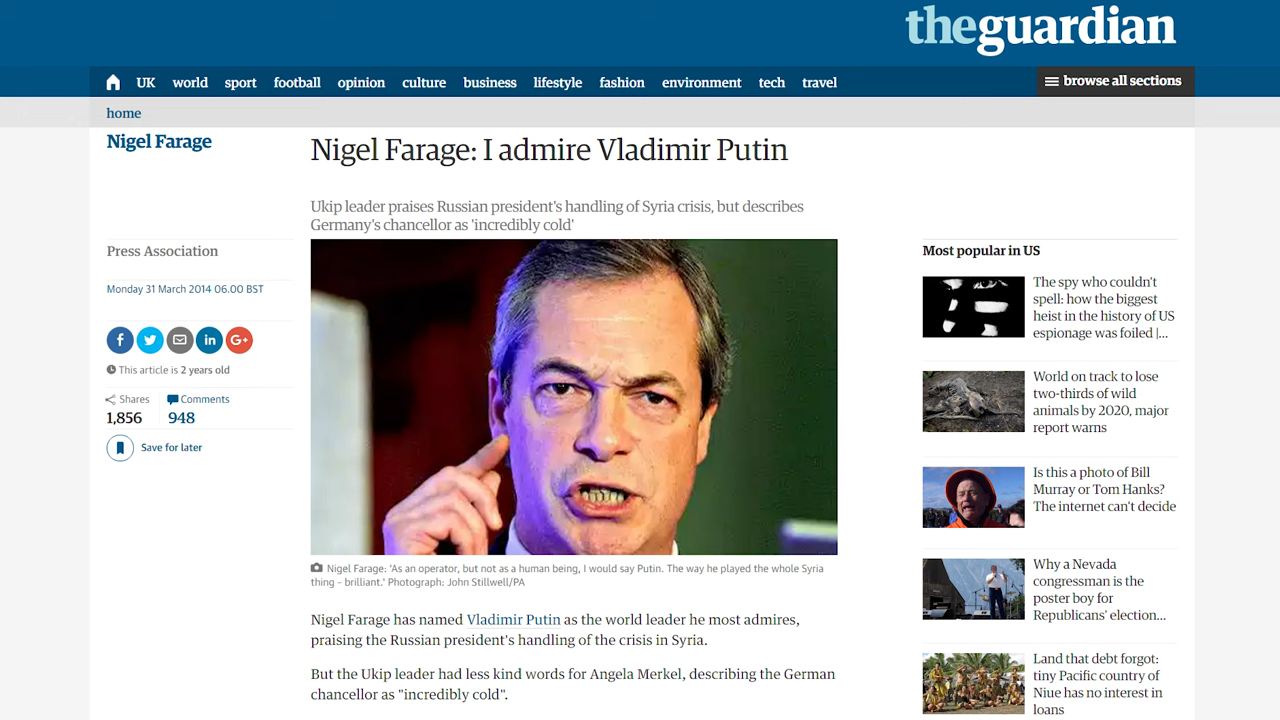 theguardian
UK world sport football opinion culture business lifestyle fashion environment tech travel
browse all sections
home
Nigel Farage
Nigel Farage: I admire Vladimir Putin
Ukip leader praises Russian president's handling of Syria crisis, but describes
Germany's chancellor as 'incredibly cold'
Press Association
Monday 31 March 2014 06.00 BST
This article is 2 years old
Shares
1,856
Comments
948
Save for later
Nigel Farage: 'As an operator, but not as a human being, I would say Putin. The way he played the whole Syria
thing – brilliant.' Photograph: John Stillwell/PA
Nigel Farage has named Vladimir Putin as the world leader he most admires,
praising the Russian president's handling of the crisis in Syria.
But the Ukip leader had less kind words for Angela Merkel, describing the German
chancellor as "incredibly cold".
Most popular in US
The spy who couldn't
spell: how the biggest
heist in the history of US
espionage was foiled |...
World on track to lose
two-thirds of wild
animals by 2020, major
report warns
Is this a photo of Bill
Murray or Tom Hanks?
The internet can't decide
Why a Nevada
congressman is the
poster boy for
Republicans' election...
Land that debt forgot:
tiny Pacific country of
Niue has no interest in
loans